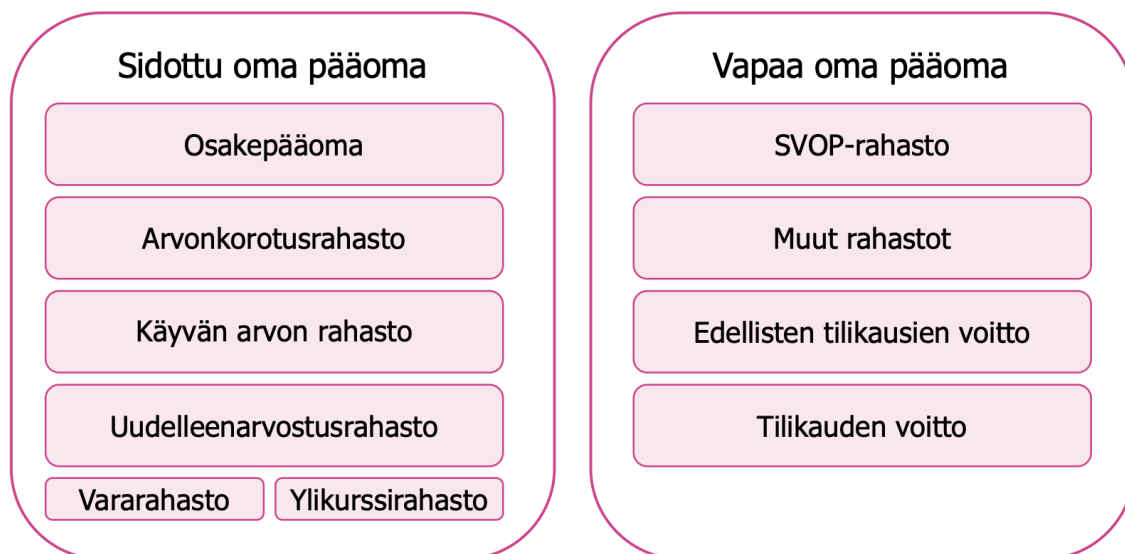 Sidottu oma pääoma
Osakepääoma
Arvonkorotusrahasto
Käyvän arvon rahasto
Uudelleenarvostusrahasto
Vararahasto
Ylikurssirahasto
Vapaa oma pääoma
SVOP-rahasto
Muut rahastot
Edellisten tilikausien voitto
Tilikauden voitto